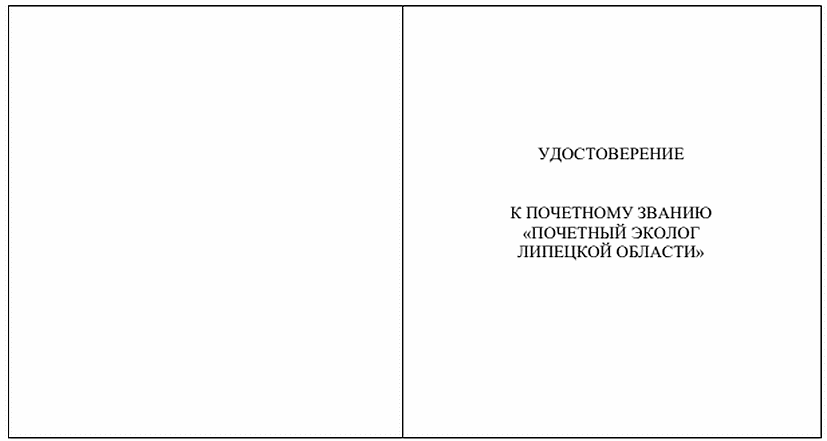 УДОСТОВЕРЕНИЕ
К ПОЧЕТНОМУ ЗВАНИЮ
«ПОЧЕТНЫЙ ЭКОЛОГ
ЛИПЕЦКОЙ ОБЛАСТИ»